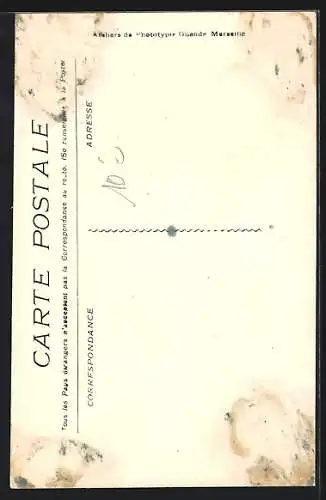 CARTE POSTALE
Tous les Pays étrangers n'acceptent pas la Correspondance au recto. (Se renseigner à la Poste)
CORRESPONDANCE
ADRESSE
10 €
Ateliers de Phototypie Guende Marseille